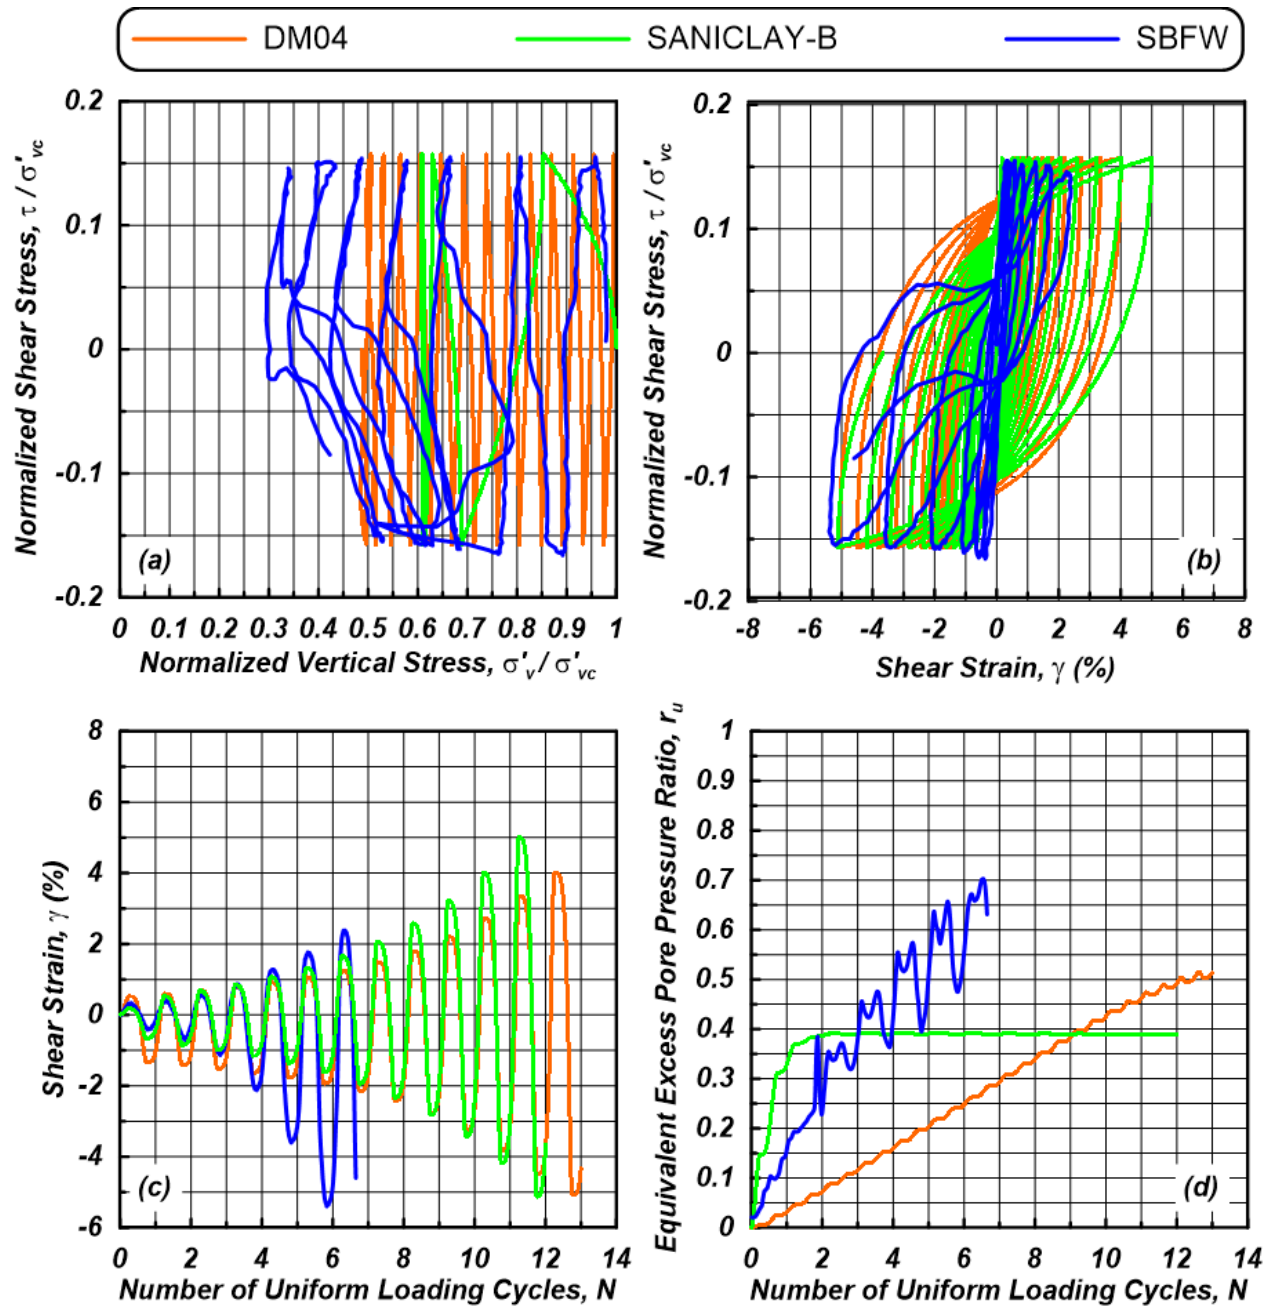 DM04 SANICLAY-B SBFW
0.2
0.1
0
-0.1
-0.2
Normalized Shear Stress, τ / σ'vc
(a)
0 0.1 0.2 0.3 0.4 0.5 0.6 0.7 0.8 0.9 1
Normalized Vertical Stress, σ'v / σ'vc
0.2
0.1
0
-0.1
-0.2
Normalized Shear Stress, τ / σ'vc
(b)
-8 -6 -4 -2 0 2 4 6 8
Shear Strain, γ (%)
8
6
4
2
0
-2
-4
-6
Shear Strain, γ (%)
(c)
0 2 4 6 8 10 12 14
Number of Uniform Loading Cycles, N
1
0.9
0.8
0.7
0.6
0.5
0.4
0.3
0.2
0.1
0
Equivalent Excess Pore Pressure Ratio, ru
(d)
0 2 4 6 8 10 12 14
Number of Uniform Loading Cycles, N